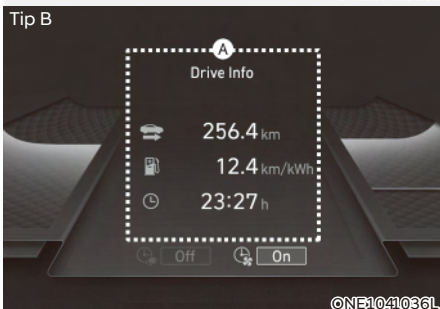 Tip B
A
Drive Info
256.4 km
12.4 km/kWh
23:27 h
Off On
ONE1041036L